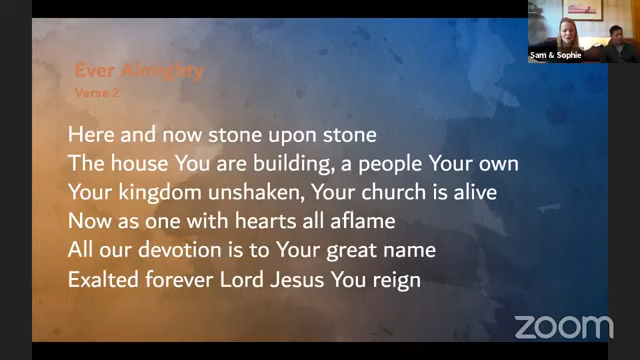 Ever Almighty
Verse 2
Here and now stone upon stone
The house You are building, a people Your own
Your kingdom unshaken, Your church is alive
Now as one with hearts all aflame
All our devotion is to Your great name
Exalted forever Lord Jesus You reign
Sam & Sophie
zoom